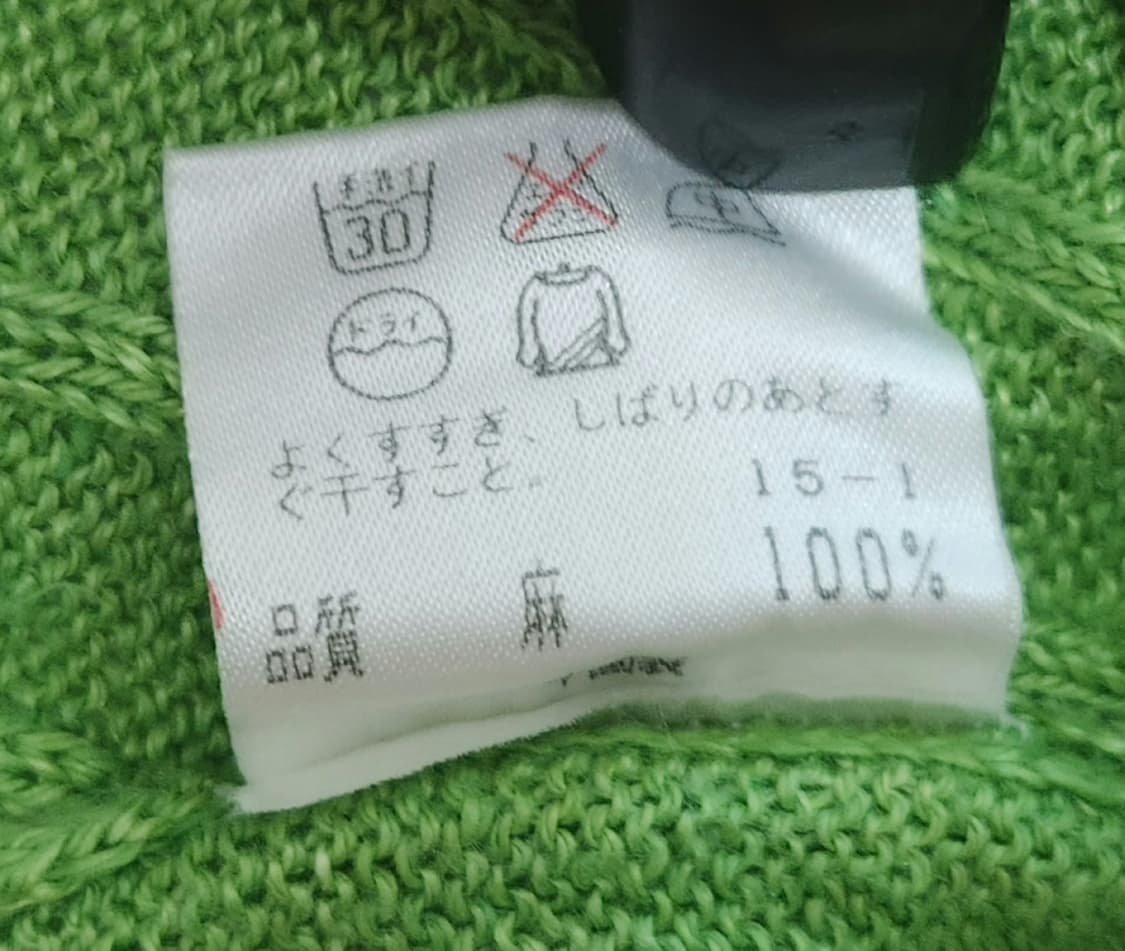 手洗イ
30
中
ドライ
よくすすぎ、しばりのあとす
ぐ干すこと。
15-1
品質 麻 100%